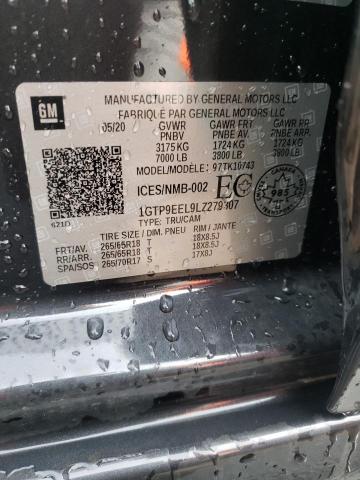 GM
MANUFACTURED BY GENERAL MOTORS LLC
FABRIQUÉ PAR GENERAL MOTORS LLC
05/20 GVWR GAWR FRT GAWR RR
PNBV PNBE AV. PNBE ARR.
3175 KG 1724 KG 1724 KG
7000 LB 3800 LB 3800 LB
MODEL/MODÈLE: 97TK10743
ICES/NMB-002 EC 985
1GTP9EEL9LZ279307
TYPE: TRU/CAM
621D
TIRE SIZE / DIM. PNEU RIM / JANTE
FRT/AV. 265/65R18 T 18X8.5J
RR/ARR. 265/65R18 T 18X8.5J
SPA/SOS 265/70R17 S 17X8J